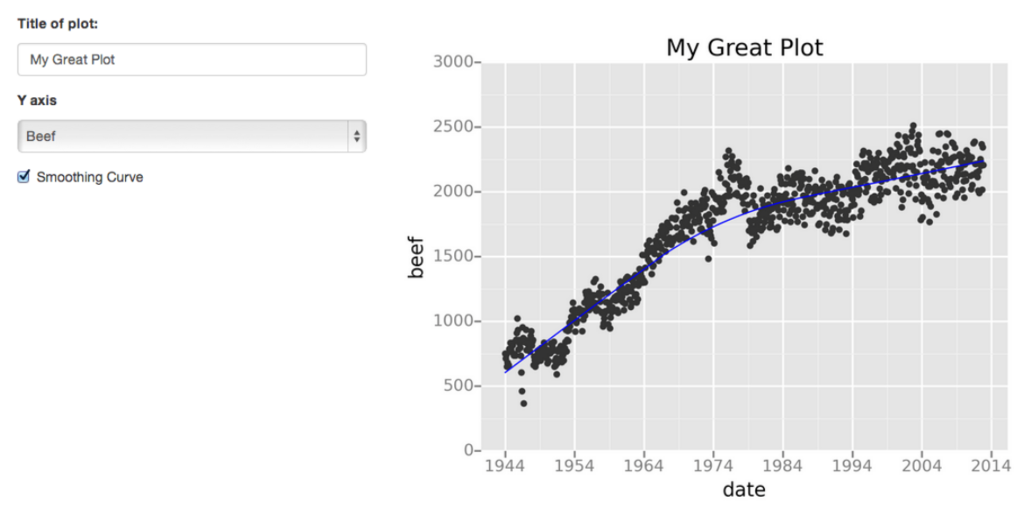 Title of plot:
My Great Plot
Y axis
Beef
Smoothing Curve
My Great Plot
3000
2500
2000
1500
1000
500
0
beef
1944 1954 1964 1974 1984 1994 2004 2014
date